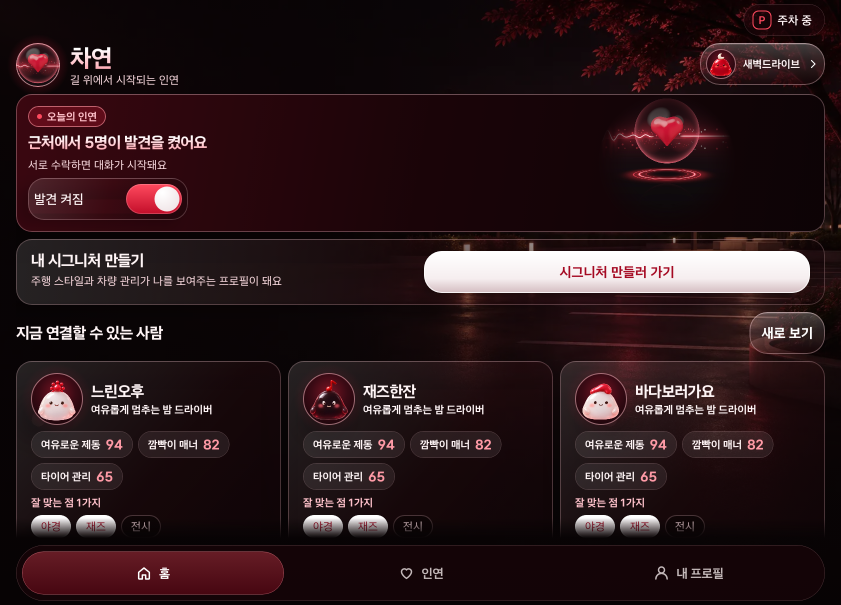 P 주차 중
차연
길 위에서 시작되는 인연
새벽드라이브
오늘의 인연
근처에서 5명이 발견을 켰어요
서로 수락하면 대화가 시작돼요
발견 켜짐
내 시그니처 만들기
주행 스타일과 차량 관리가 나를 보여주는 프로필이 돼요
시그니처 만들러 가기
지금 연결할 수 있는 사람
새로 보기
느린오후
여유롭게 멈추는 밤 드라이버
여유로운 제동 94 깜빡이 매너 82
타이어 관리 65
잘 맞는 점 1가지
야경 재즈 전시
재즈한잔
여유롭게 멈추는 밤 드라이버
여유로운 제동 94 깜빡이 매너 82
타이어 관리 65
잘 맞는 점 1가지
야경 재즈 전시
바다보러가요
여유롭게 멈추는 밤 드라이버
여유로운 제동 94 깜빡이 매너 82
타이어 관리 65
잘 맞는 점 1가지
야경 재즈 전시
홈 인연 내 프로필